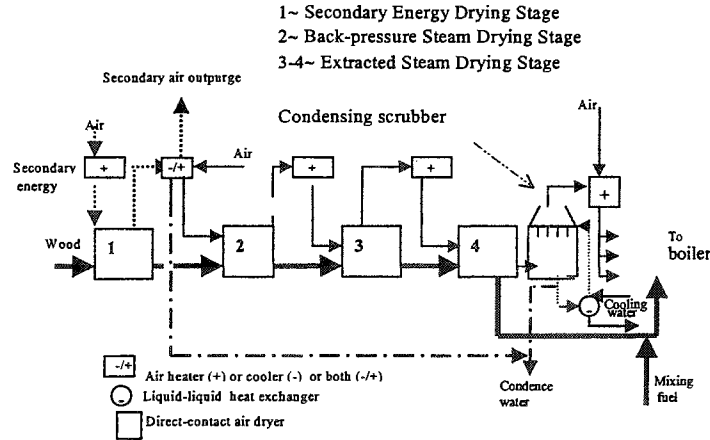 1~ Secondary Energy Drying Stage
2~ Back-pressure Steam Drying Stage
3-4~ Extracted Steam Drying Stage
Secondary air outpurge
Condensing scrubber
Air
Air
Air
Secondary
energy
+
-/+
+
+
+
Wood
1
2
3
4
To
boiler
Cooling
water
-
Condence
water
Mixing
fuel
-/+
Air heater (+) or cooler (-) or both (-/+)
-
Liquid-liquid heat exchanger
Direct-contact air dryer